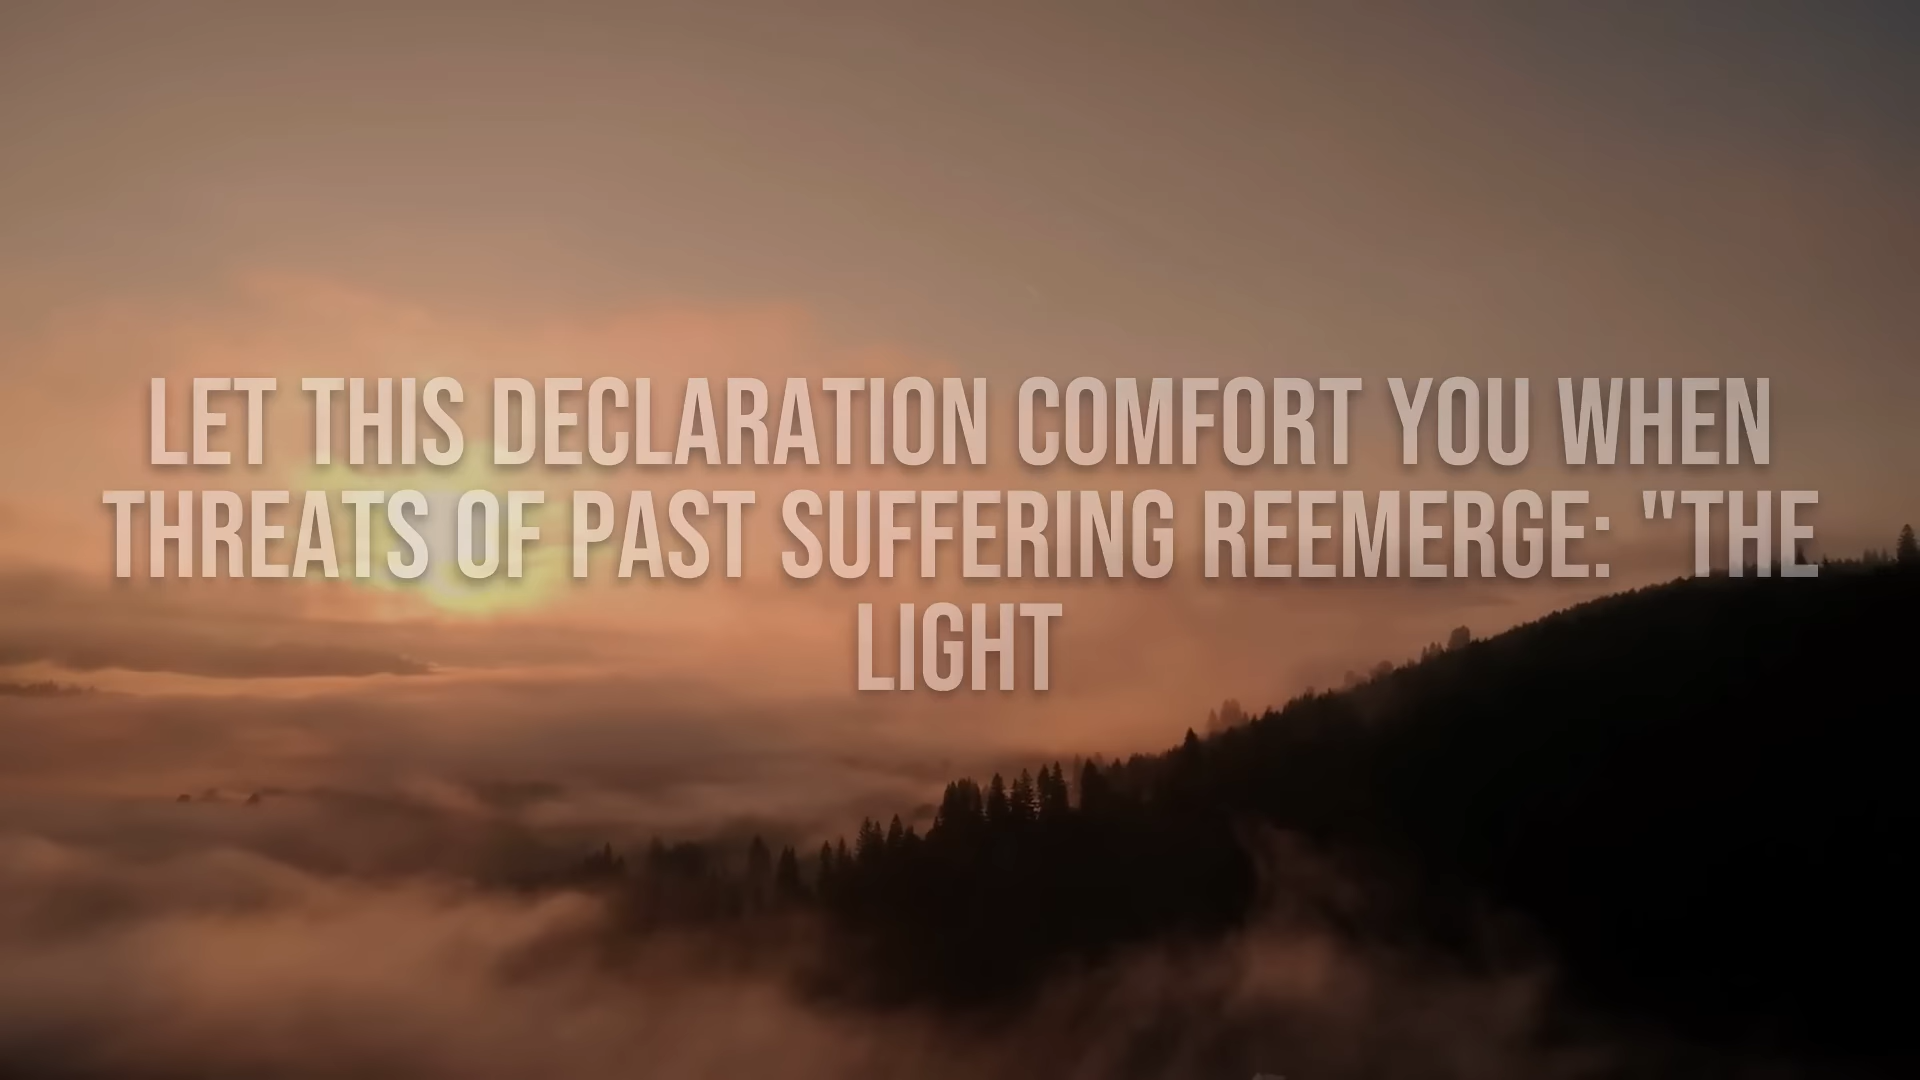 LET THIS DECLARATION COMFORT YOU WHEN
THREATS OF PAST SUFFERING REEMERGE: "THE
LIGHT